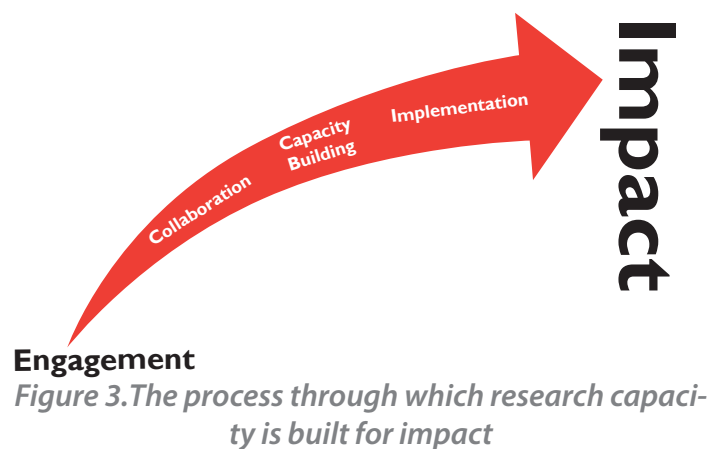 Engagement
Collaboration
Capacity
Building
Implementation
Impact
Figure 3.The process through which research capaci-
ty is built for impact